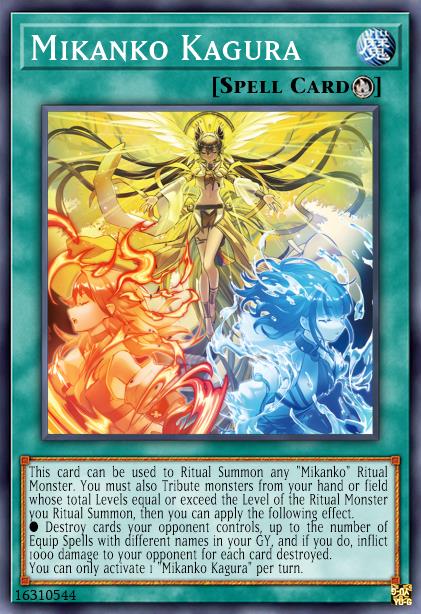 Mikanko Kagura
魔
[Spell Card]
This card can be used to Ritual Summon any "Mikanko" Ritual
Monster. You must also Tribute monsters from your hand or field
whose total Levels equal or exceed the Level of the Ritual Monster
you Ritual Summon, then you can apply the following effect.
● Destroy cards your opponent controls, up to the number of
Equip Spells with different names in your GY, and if you do, inflict
1000 damage to your opponent for each card destroyed.
You can only activate 1 "Mikanko Kagura" per turn.
16310544